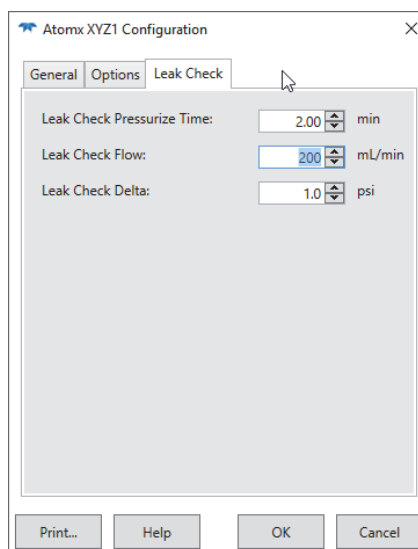 Atomx XYZ1 Configuration
General Options Leak Check
Leak Check Pressurize Time: 2.00 min
Leak Check Flow: 200 mL/min
Leak Check Delta: 1.0 psi
Print... Help OK Cancel